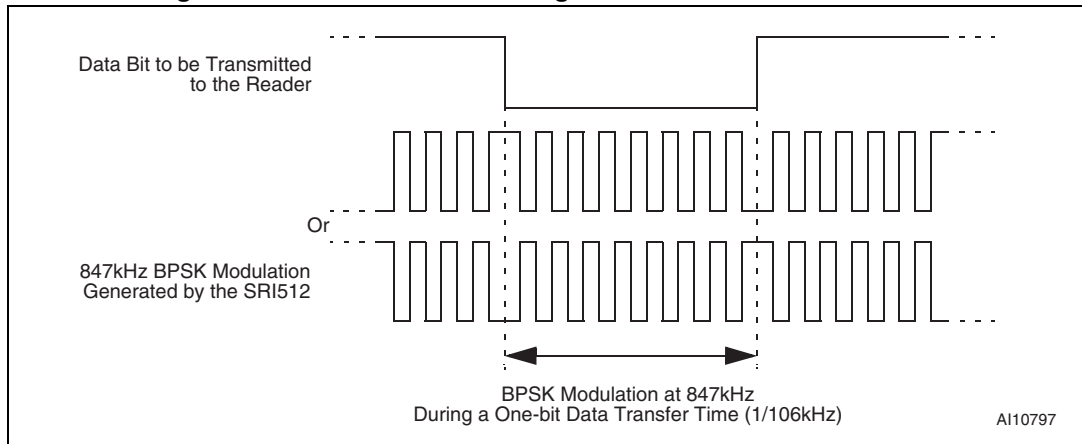 Data Bit to be Transmitted
to the Reader
Or
847kHz BPSK Modulation
Generated by the SRI512
BPSK Modulation at 847kHz
During a One-bit Data Transfer Time (1/106kHz)
AI10797